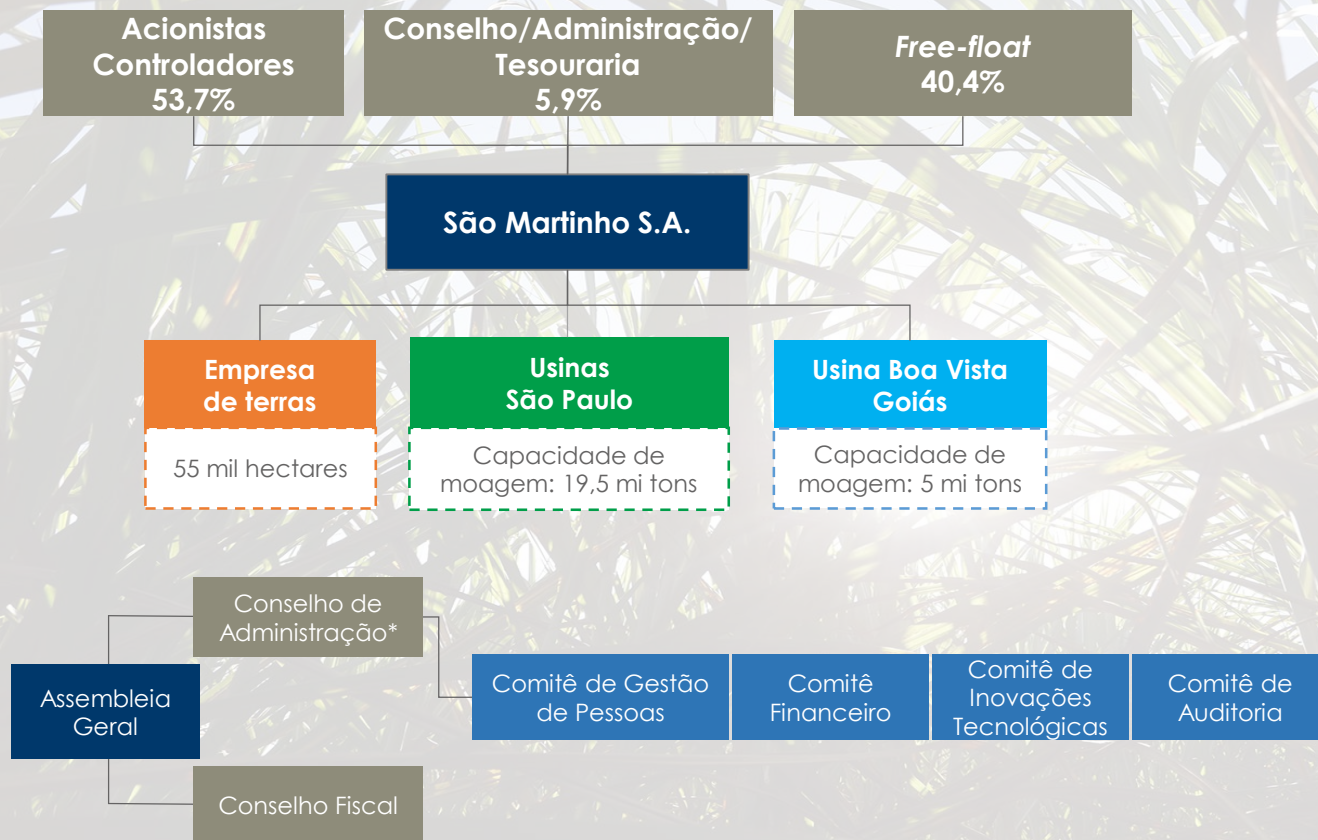 Acionistas
Controladores
53,7%
Conselho/Administração/
Tesouraria
5,9%
Free-float
40,4%
São Martinho S.A.
Empresa
de terras
55 mil hectares
Usinas
São Paulo
Capacidade de
moagem: 19,5 mi tons
Usina Boa Vista
Goiás
Capacidade de
moagem: 5 mi tons
Assembleia
Geral
Conselho de
Administração*
Comitê de Gestão
de Pessoas
Comitê
Financeiro
Comitê de
Inovações
Tecnológicas
Comitê de
Auditoria
Conselho Fiscal